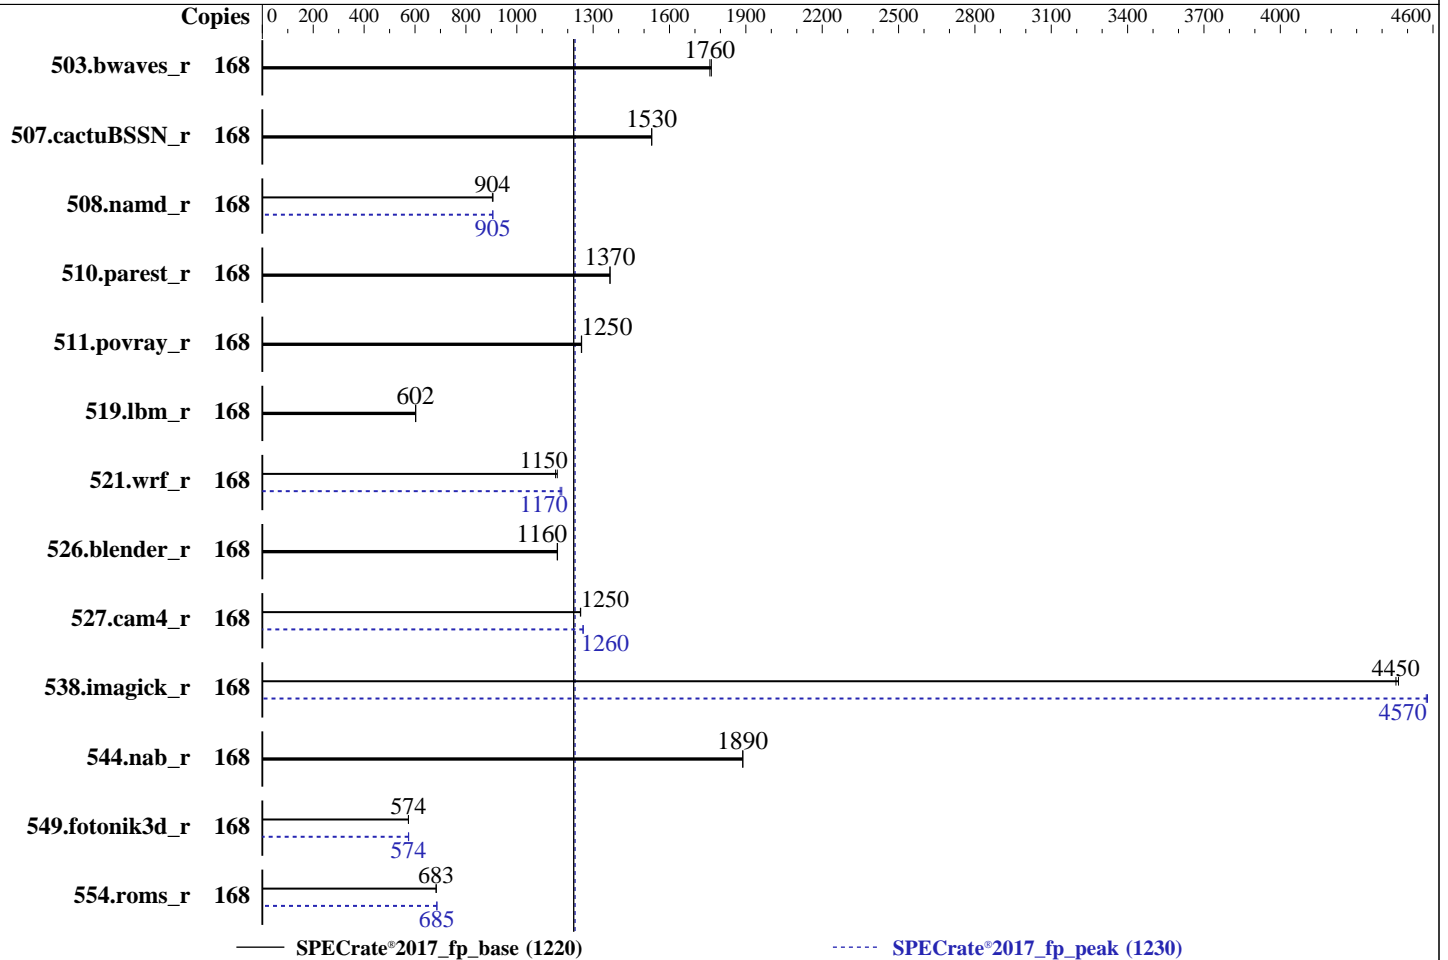 Copies 0 200 400 600 800 1000 1300 1600 1900 2200 2500 2800 3100 3400 3700 4000 4600
503.bwaves_r 168 1760
507.cactuBSSN_r 168 1530
508.namd_r 168 904
905
510.parest_r 168 1370
511.povray_r 168 1250
519.lbm_r 168 602
521.wrf_r 168 1150
1170
526.blender_r 168 1160
527.cam4_r 168 1250
1260
538.imagick_r 168 4450
4570
544.nab_r 168 1890
549.fotonik3d_r 168 574
574
554.roms_r 168 683
685
SPECrate®2017_fp_base (1220) SPECrate®2017_fp_peak (1230)